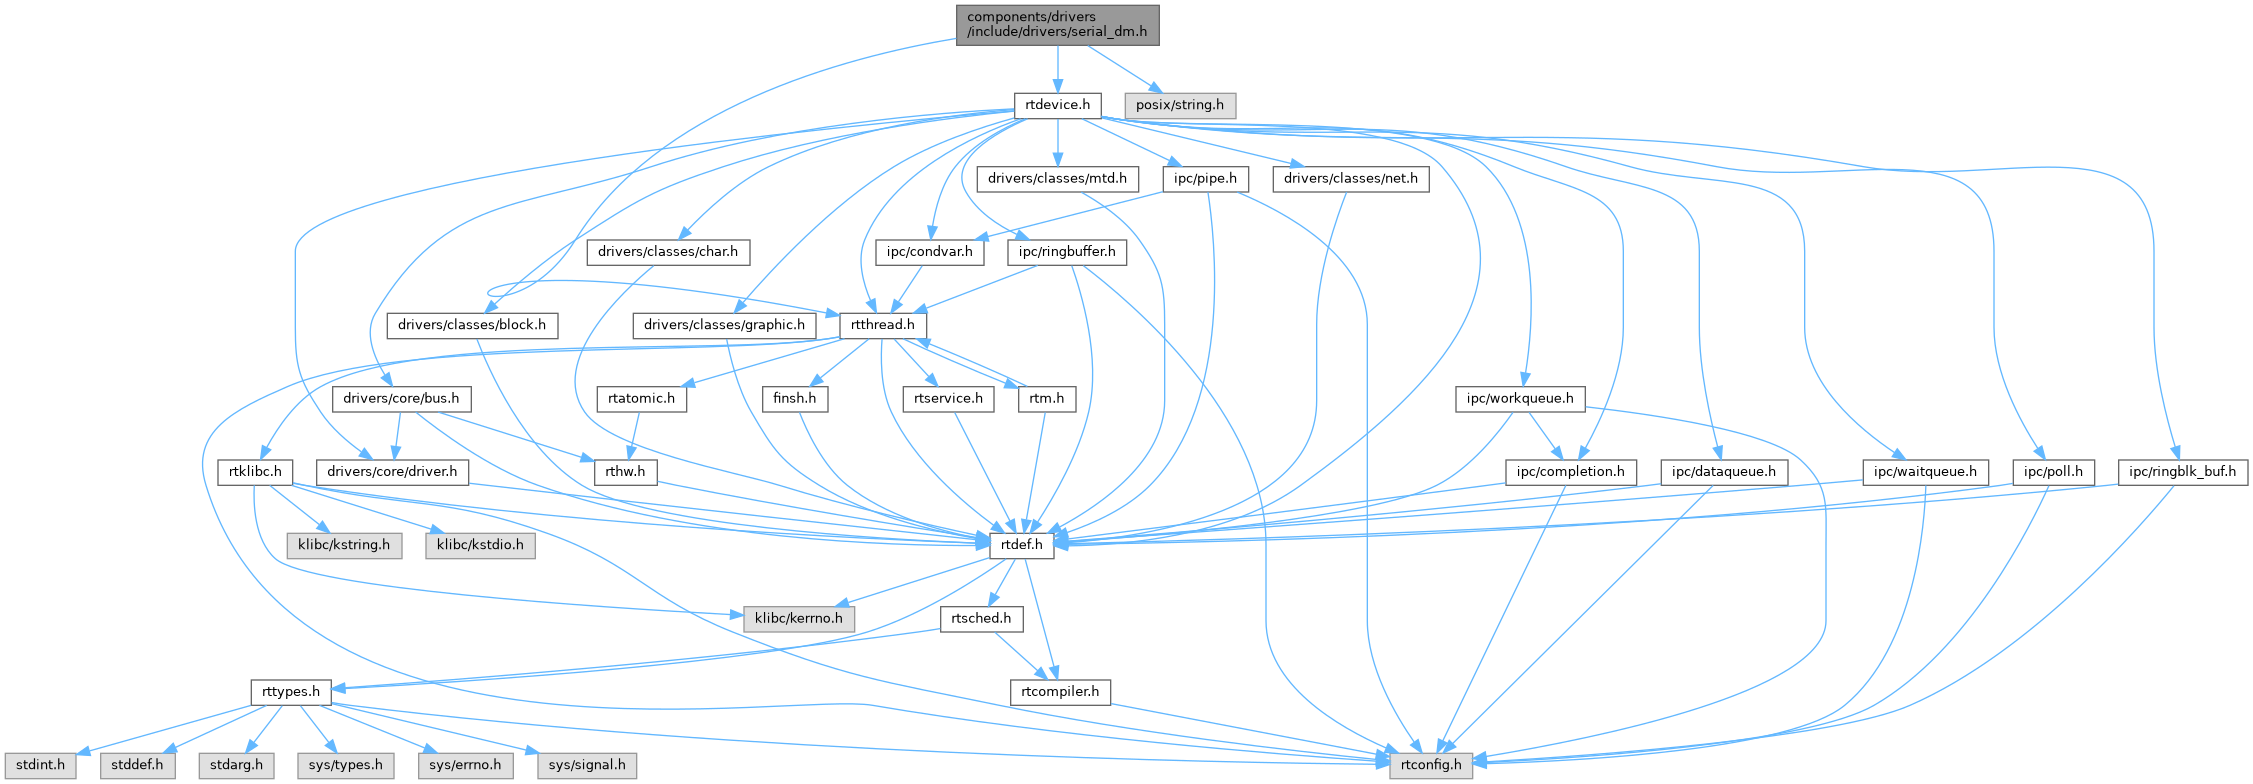 components/drivers
/include/drivers/serial_dm.h
rtdevice.h
posix/string.h
drivers/classes/mtd.h
ipc/pipe.h
drivers/classes/net.h
drivers/classes/char.h
ipc/condvar.h
ipc/ringbuffer.h
drivers/classes/block.h
drivers/classes/graphic.h
rtthread.h
drivers/core/bus.h
rtatomic.h
finsh.h
rtservice.h
rtm.h
ipc/workqueue.h
rtklibc.h
drivers/core/driver.h
rthw.h
ipc/completion.h
ipc/dataqueue.h
ipc/waitqueue.h
ipc/poll.h
ipc/ringblk_buf.h
klibc/kstring.h
klibc/kstdio.h
rtdef.h
klibc/kerrno.h
rtsched.h
rttypes.h
rtcompiler.h
stdint.h
stddef.h
stdarg.h
sys/types.h
sys/errno.h
sys/signal.h
rtconfig.h